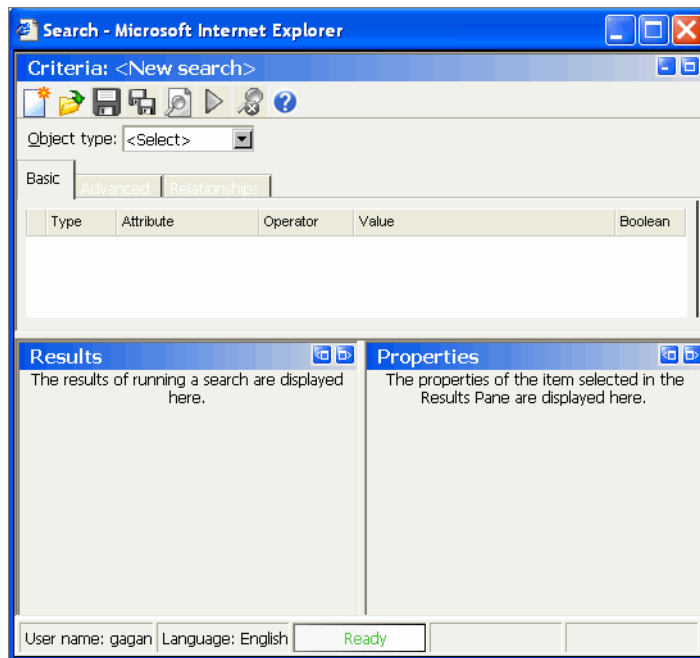 Search - Microsoft Internet Explorer
Criteria: <New search>
Object type: <Select>
Basic Advanced Relationships
Type Attribute Operator Value Boolean
Results
The results of running a search are displayed
here.
Properties
The properties of the item selected in the
Results Pane are displayed here.
User name: gagan Language: English Ready